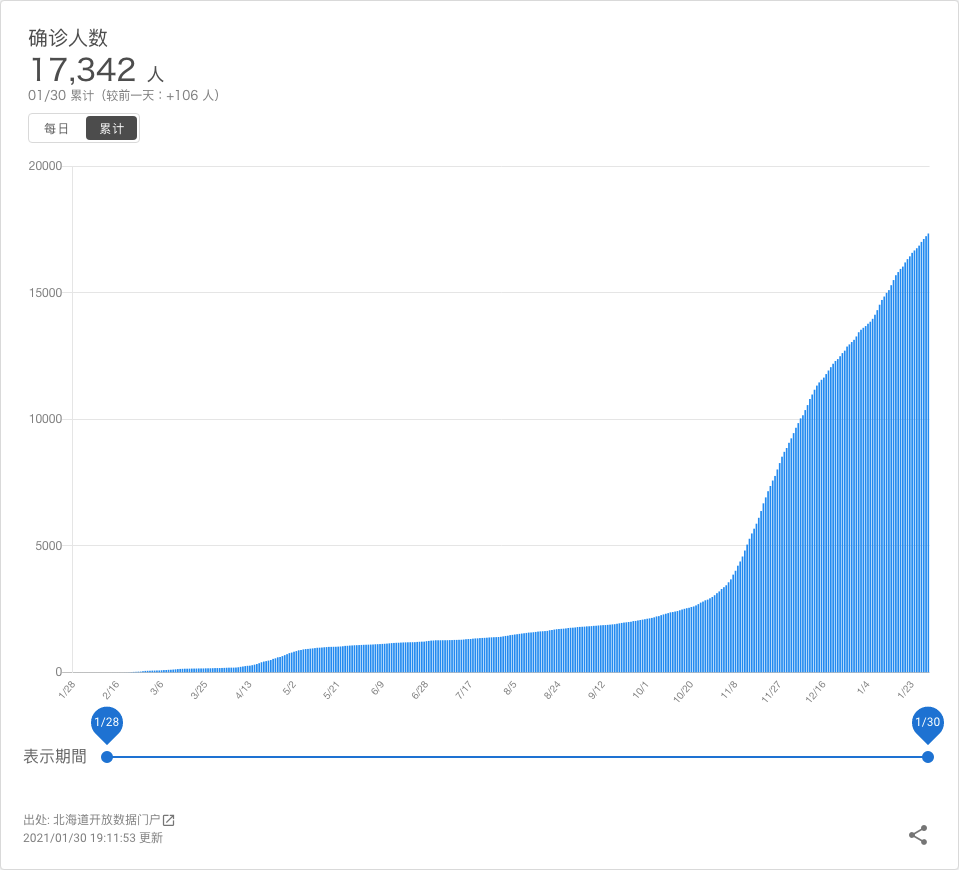 确诊人数
17,342 人
01/30 累计（较前一天：+106 人）
每日 累计
20000
15000
10000
5000
0
1/28 2/16 3/6 3/25 4/13 5/2 5/21 6/9 6/28 7/17 8/5 8/24 9/12 10/1 10/20 11/8 11/27 12/16 1/4 1/23
1/28 1/30
表示期間
出处: 北海道开放数据门户
2021/01/30 19:11:53 更新